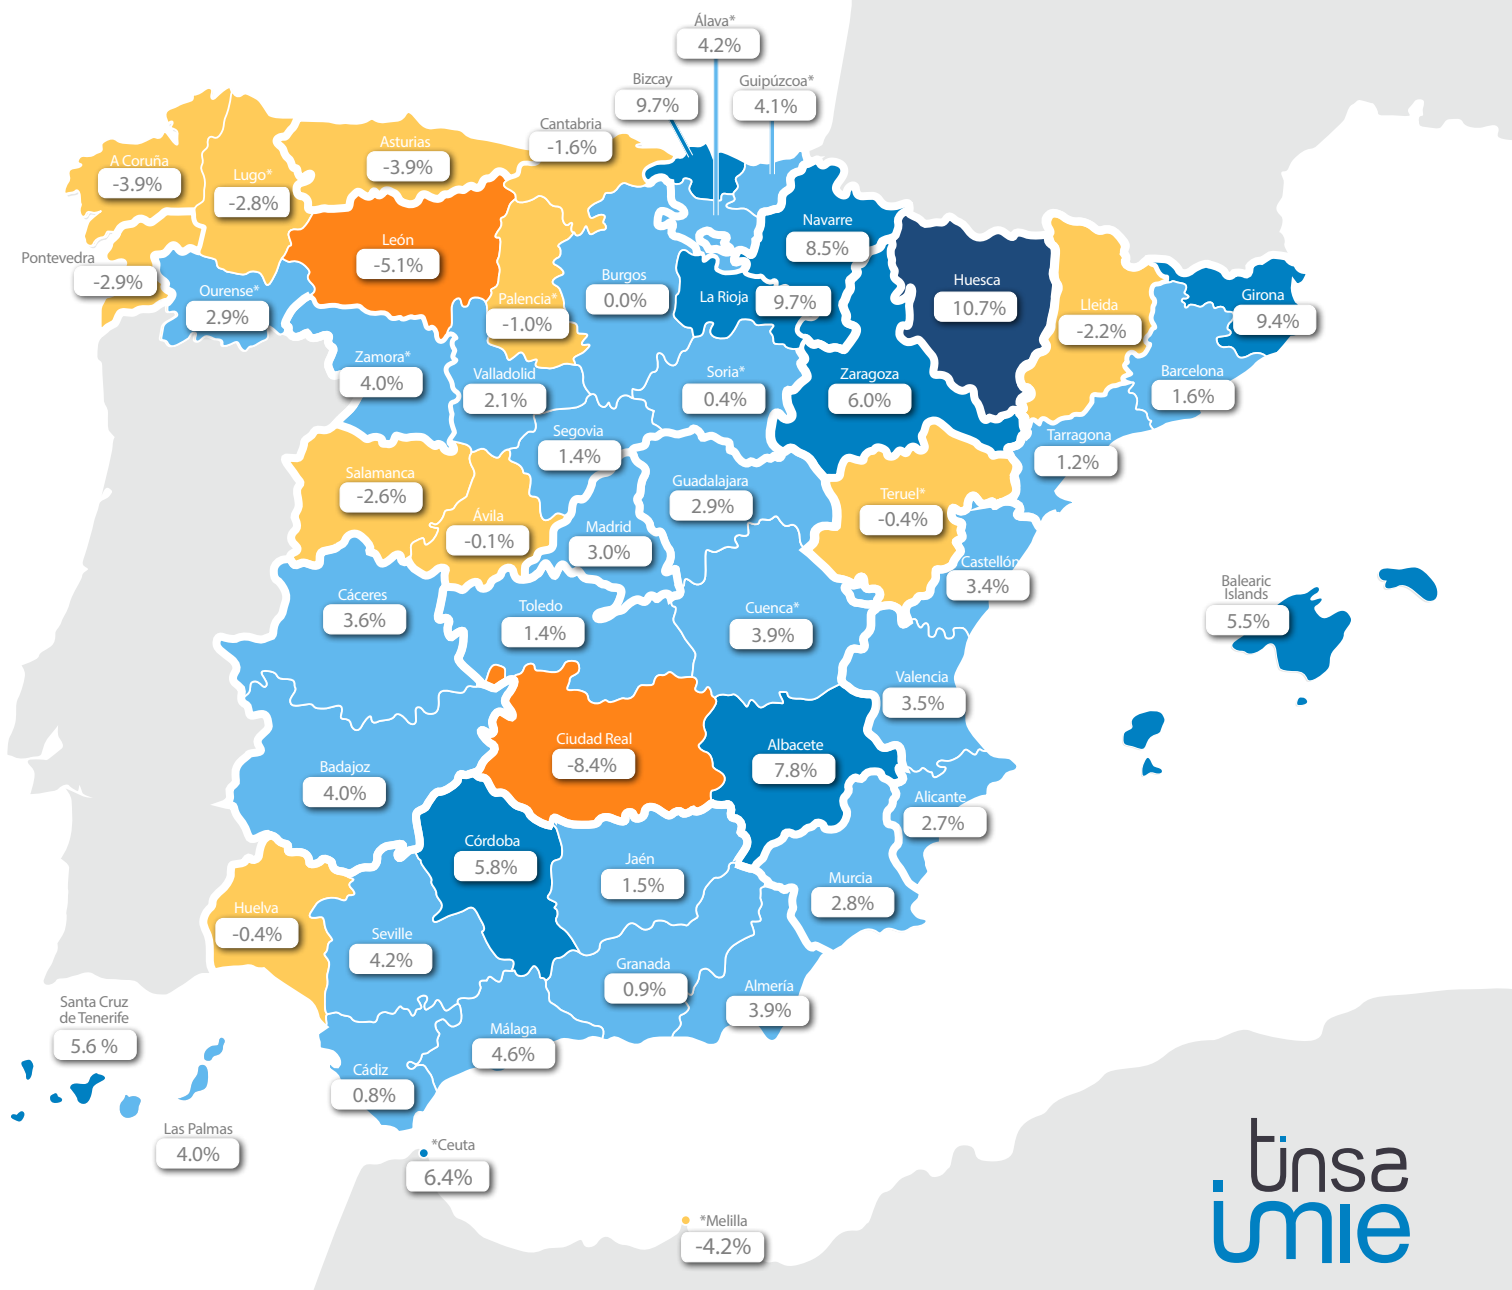 Álava*
4.2%
Bizcay
9.7%
Guipúzcoa*
4.1%
Cantabria
-1.6%
Asturias
-3.9%
A Coruña
-3.9%
Lugo*
-2.8%
Navarre
8.5%
León
-5.1%
Pontevedra
-2.9%
Ourense*
2.9%
Palencia*
-1.0%
Burgos
0.0%
La Rioja
9.7%
Huesca
10.7%
Lleida
-2.2%
Girona
9.4%
Zamora*
4.0%
Valladolid
2.1%
Soria*
0.4%
Zaragoza
6.0%
Barcelona
1.6%
Segovia
1.4%
Tarragona
1.2%
Salamanca
-2.6%
Ávila
-0.1%
Guadalajara
2.9%
Teruel*
-0.4%
Madrid
3.0%
Castellón
3.4%
Cáceres
3.6%
Toledo
1.4%
Cuenca*
3.9%
Balearic
Islands
5.5%
Valencia
3.5%
Ciudad Real
-8.4%
Albacete
7.8%
Badajoz
4.0%
Alicante
2.7%
Córdoba
5.8%
Jaén
1.5%
Murcia
2.8%
Huelva
-0.4%
Seville
4.2%
Granada
0.9%
Almería
3.9%
Santa Cruz
de Tenerife
5.6 %
Málaga
4.6%
Cádiz
0.8%
Las Palmas
4.0%
*Ceuta
6.4%
*Melilla
-4.2%
tinsa
imie